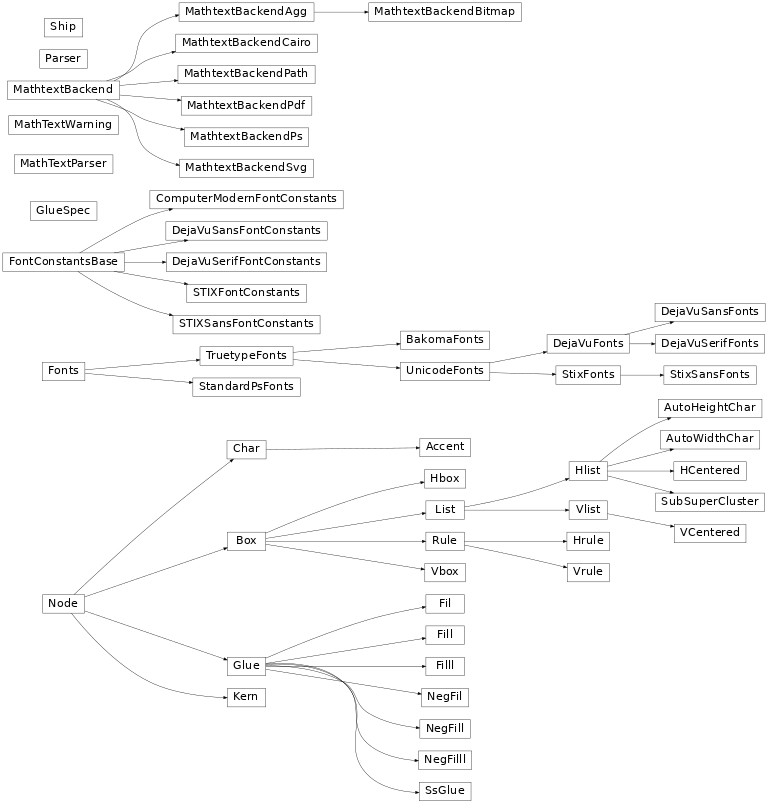 Ship
Parser
MathtextBackend
MathTextWarning
MathTextParser
GlueSpec
FontConstantsBase
Fonts
Node
MathtextBackendAgg
MathtextBackendCairo
MathtextBackendPath
MathtextBackendPdf
MathtextBackendPs
MathtextBackendSvg
ComputerModernFontConstants
DejaVuSansFontConstants
DejaVuSerifFontConstants
STIXFontConstants
STIXSansFontConstants
TruetypeFonts
StandardPsFonts
Char
Box
Glue
Kern
MathtextBackendBitmap
BakomaFonts
UnicodeFonts
Accent
Hbox
List
Rule
Vbox
Fil
Fill
Filll
NegFil
NegFill
NegFilll
SsGlue
DejaVuFonts
StixFonts
Hlist
Vlist
Hrule
Vrule
DejaVuSansFonts
DejaVuSerifFonts
StixSansFonts
AutoHeightChar
AutoWidthChar
HCentered
SubSuperCluster
VCentered